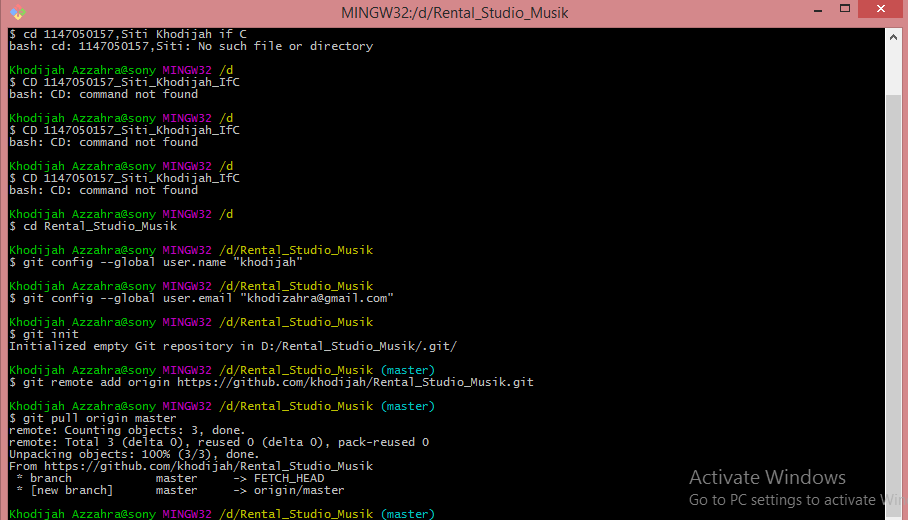 MINGW32:/d/Rental_Studio_Musik
$ cd 1147050157,Siti Khodijah if C
bash: cd: 1147050157,Siti: No such file or directory
Khodijah Azzahra@sony MINGW32 /d
$ CD 1147050157_Siti_Khodijah_IfC
bash: CD: command not found
Khodijah Azzahra@sony MINGW32 /d
$ CD 1147050157_Siti_Khodijah_IfC
bash: CD: command not found
Khodijah Azzahra@sony MINGW32 /d
$ CD 1147050157_Siti_Khodijah_IfC
bash: CD: command not found
Khodijah Azzahra@sony MINGW32 /d
$ cd Rental_Studio_Musik
Khodijah Azzahra@sony MINGW32 /d/Rental_Studio_Musik
$ git config --global user.name "khodijah"
Khodijah Azzahra@sony MINGW32 /d/Rental_Studio_Musik
$ git config --global user.email "khodizahra@gmail.com"
Khodijah Azzahra@sony MINGW32 /d/Rental_Studio_Musik
$ git init
Initialized empty Git repository in D:/Rental_Studio_Musik/.git/
Khodijah Azzahra@sony MINGW32 /d/Rental_Studio_Musik (master)
$ git remote add origin https://github.com/khodijah/Rental_Studio_Musik.git
Khodijah Azzahra@sony MINGW32 /d/Rental_Studio_Musik (master)
$ git pull origin master
remote: Counting objects: 3, done.
remote: Total 3 (delta 0), reused 0 (delta 0), pack-reused 0
Unpacking objects: 100% (3/3), done.
From https://github.com/khodijah/Rental_Studio_Musik
 * branch            master     -> FETCH_HEAD
 * [new branch]      master     -> origin/master
Khodijah Azzahra@sony MINGW32 /d/Rental_Studio_Musik (master)
Activate Windows
Go to PC settings to activate Win